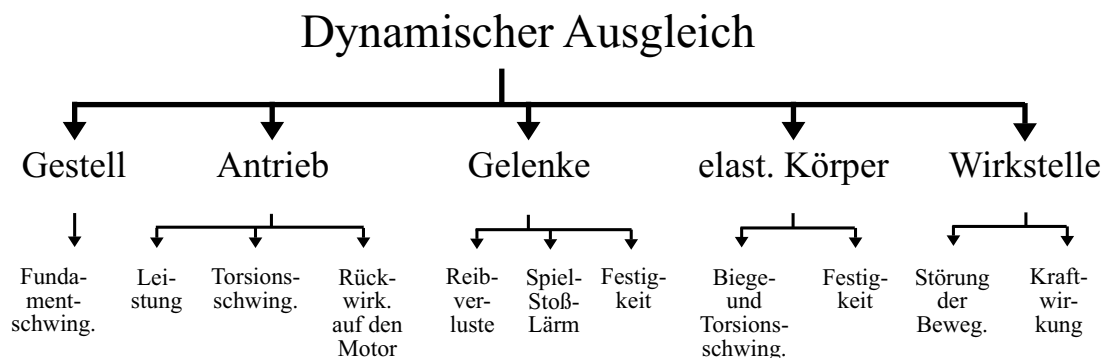 Dynamischer Ausgleich
Gestell
Antrieb
Gelenke
elast. Körper
Wirkstelle
Funda-
ment-
schwing.
Lei-
stung
Torsions-
schwing.
Rück-
wirk.
auf den
Motor
Reib-
ver-
luste
Spiel-
Stoß-
Lärm
Festig-
keit
Biege-
und
Torsions-
schwing.
Festig-
keit
Störung
der
Beweg.
Kraft-
wir-
kung